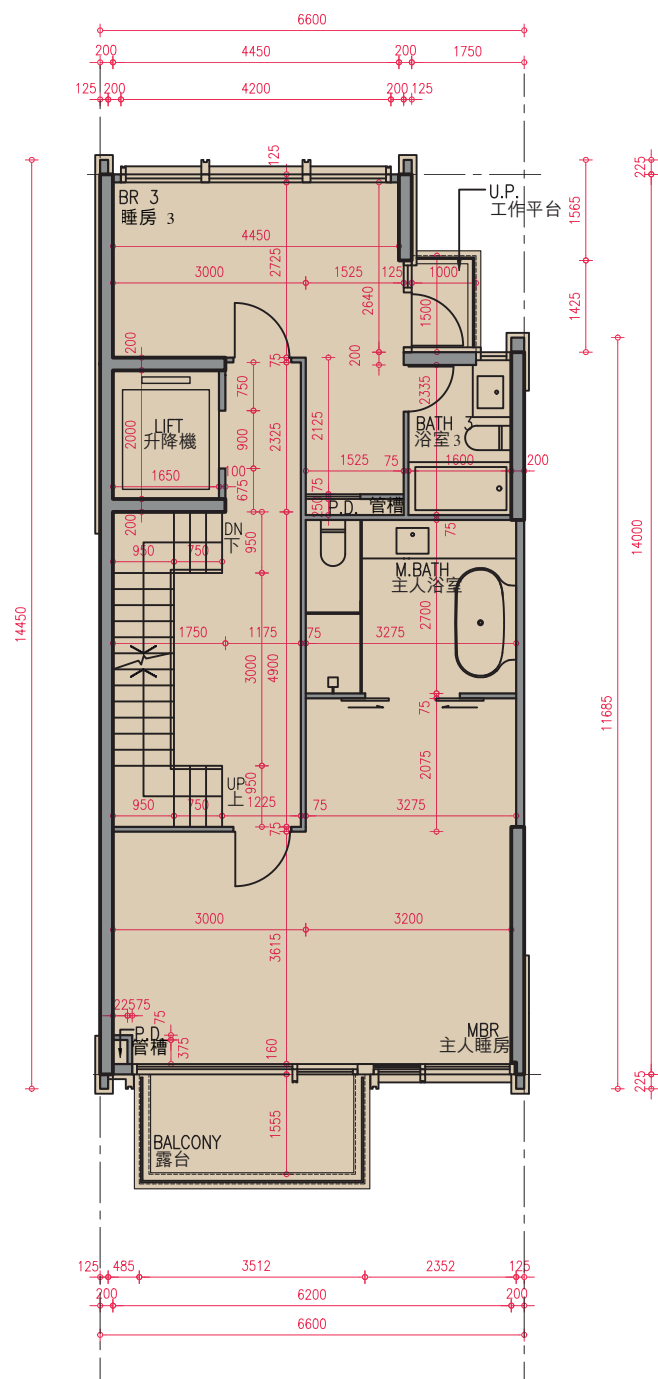 6600
200 4450 200 1750
125 200 4200 200 125
125
225
BR 3
睡房 3
U.P.
工作平台
1565
4450
2725
3000 1525 125 1000
2640
1500
1425
200
75
200
750
2335
2125
LIFT
升降機
2000
900
2325
BATH 3
浴室 3
1650
100
675
1525 75 1600 200
75
250
P.D. 管槽
200
DN
下
950
75
14000
950 750
M.BATH
主人浴室
14450
2700
1750 1175 75 3275
3000
4900
75
11685
2075
UP
上
950
950 750 1225 75 3275
75
3000 3200
3615
225 75
75
P.D.
管槽
375
160
MBR
主人睡房
225
1555
BALCONY
露台
125 485 3512 2352 125
200 6200 200
6600